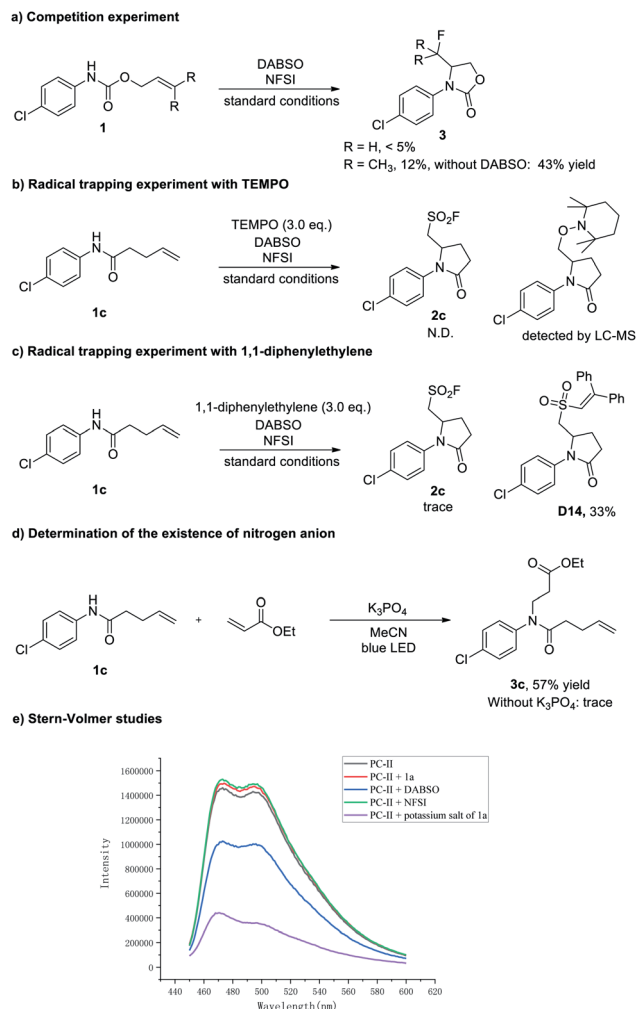 a) Competition experiment
H
N
O
O
R
R
Cl
1
DABSO
NFSI
standard conditions
R
R
F
N
O
O
Cl
3
R = H, < 5%
R = CH3, 12%, without DABSO: 43% yield
b) Radical trapping experiment with TEMPO
H
N
O
Cl
1c
TEMPO (3.0 eq.)
DABSO
NFSI
standard conditions
SO2F
N
O
Cl
2c
N.D.
O
N
N
O
Cl
detected by LC-MS
c) Radical trapping experiment with 1,1-diphenylethylene
H
N
O
Cl
1c
1,1-diphenylethylene (3.0 eq.)
DABSO
NFSI
standard conditions
SO2F
N
O
Cl
2c
trace
Ph
Ph
O
O
S
N
O
Cl
D14, 33%
d) Determination of the existence of nitrogen anion
H
N
O
Cl
1c
+
O
OEt
K3PO4
MeCN
blue LED
O
OEt
N
O
Cl
3c, 57% yield
Without K3PO4: trace
e) Stern-Volmer studies
PC-II
PC-II + 1a
PC-II + DABSO
PC-II + NFSI
PC-II + potassium salt of 1a
Intensity
1600000
1400000
1200000
1000000
800000
600000
400000
200000
0
440 460 480 500 520 540 560 580 600 620
Wavelength(nm)